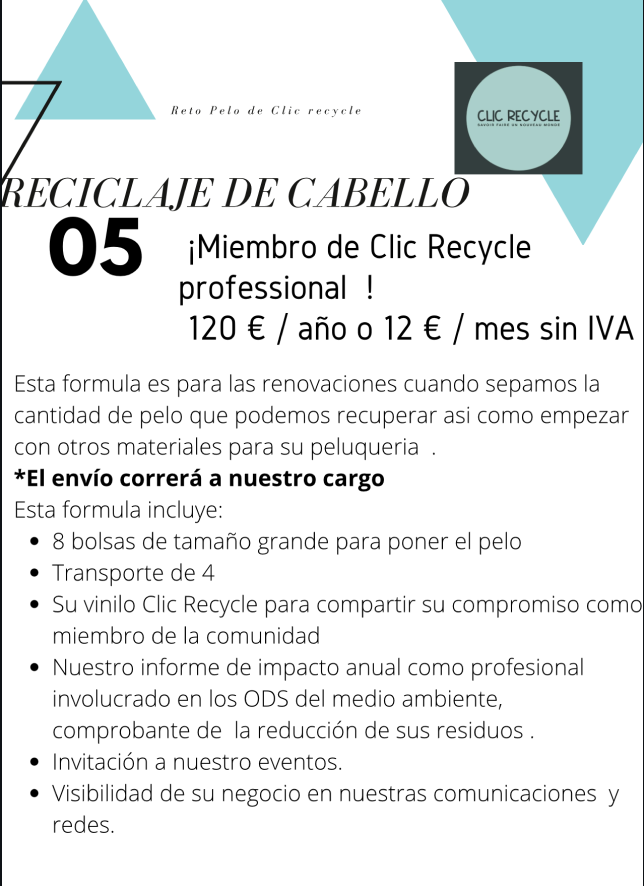 Reto Pelo de Clic recycle
CLIC RECYCLE
SAVOIR FAIRE UN NOUVEAU MONDE
RECICLAJE DE CABELLO
05
¡Miembro de Clic Recycle
professional !
120 € / año o 12 € / mes sin IVA
Esta formula es para las renovaciones cuando sepamos la
cantidad de pelo que podemos recuperar asi como empezar
con otros materiales para su peluqueria .
*El envío correrá a nuestro cargo
Esta formula incluye:
• 8 bolsas de tamaño grande para poner el pelo
• Transporte de 4
• Su vinilo Clic Recycle para compartir su compromiso como
miembro de la comunidad
• Nuestro informe de impacto anual como profesional
involucrado en los ODS del medio ambiente,
comprobante de la reducción de sus residuos .
• Invitación a nuestro eventos.
• Visibilidad de su negocio en nuestras comunicaciones y
redes.